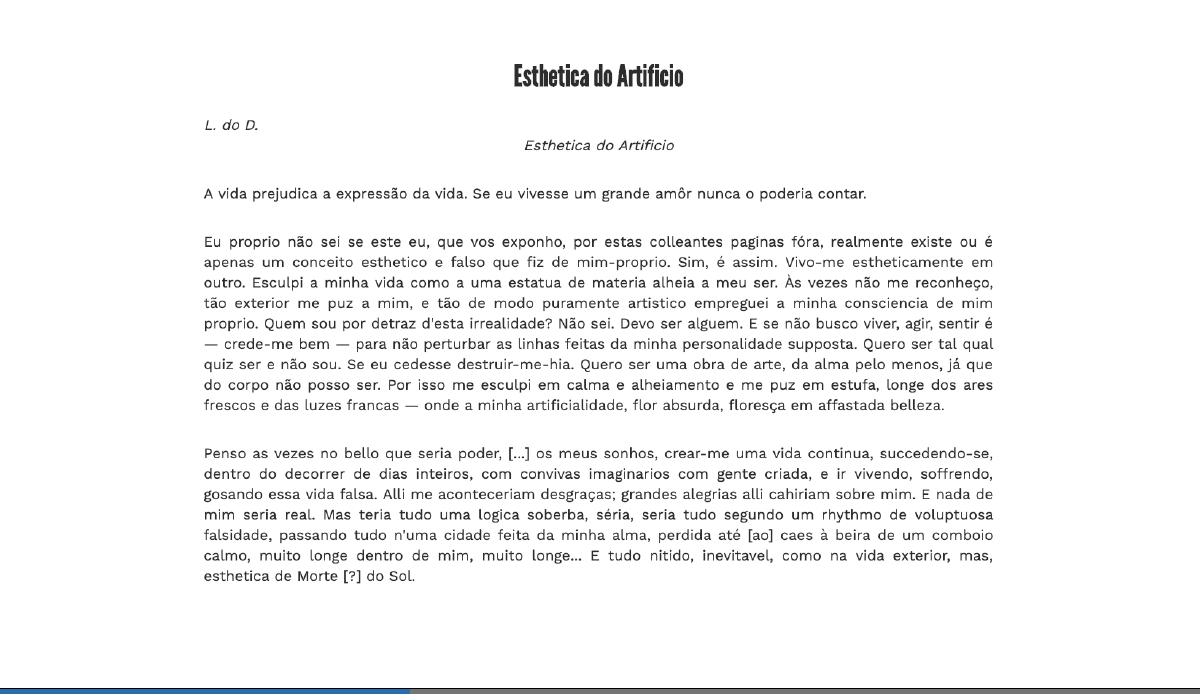 Esthetica do Artificio
L. do D.
Esthetica do Artificio
A vida prejudica a expressão da vida. Se eu vivesse um grande amôr nunca o poderia contar.
Eu proprio não sei se este eu, que vos exponho, por estas colleantes paginas fóra, realmente existe ou é
apenas um conceito esthetico e falso que fiz de mim-proprio. Sim, é assim. Vivo-me estheticamente em
outro. Esculpi a minha vida como a uma estatua de materia alheia a meu ser. Às vezes não me reconheço,
tão exterior me puz a mim, e tão de modo puramente artistico empreguei a minha consciencia de mim
proprio. Quem sou por detraz d'esta irrealidade? Não sei. Devo ser alguem. E se não busco viver, agir, sentir é
— crede-me bem — para não perturbar as linhas feitas da minha personalidade supposta. Quero ser tal qual
quiz ser e não sou. Se eu cedesse destruir-me-hia. Quero ser uma obra de arte, da alma pelo menos, já que
do corpo não posso ser. Por isso me esculpi em calma e alheiamento e me puz em estufa, longe dos ares
frescos e das luzes francas — onde a minha artificialidade, flor absurda, floresça em affastada belleza.
Penso as vezes no bello que seria poder, [...] os meus sonhos, crear-me uma vida continua, succedendo-se,
dentro do decorrer de dias inteiros, com convivas imaginarios com gente criada, e ir vivendo, soffrendo,
gosando essa vida falsa. Alli me aconteceriam desgraças; grandes alegrias alli cahiriam sobre mim. E nada de
mim seria real. Mas teria tudo uma logica soberba, séria, seria tudo segundo um rhythmo de voluptuosa
falsidade, passando tudo n'uma cidade feita da minha alma, perdida até [ao] caes à beira de um comboio
calmo, muito longe dentro de mim, muito longe... E tudo nitido, inevitavel, como na vida exterior, mas,
esthetica de Morte [?] do Sol.